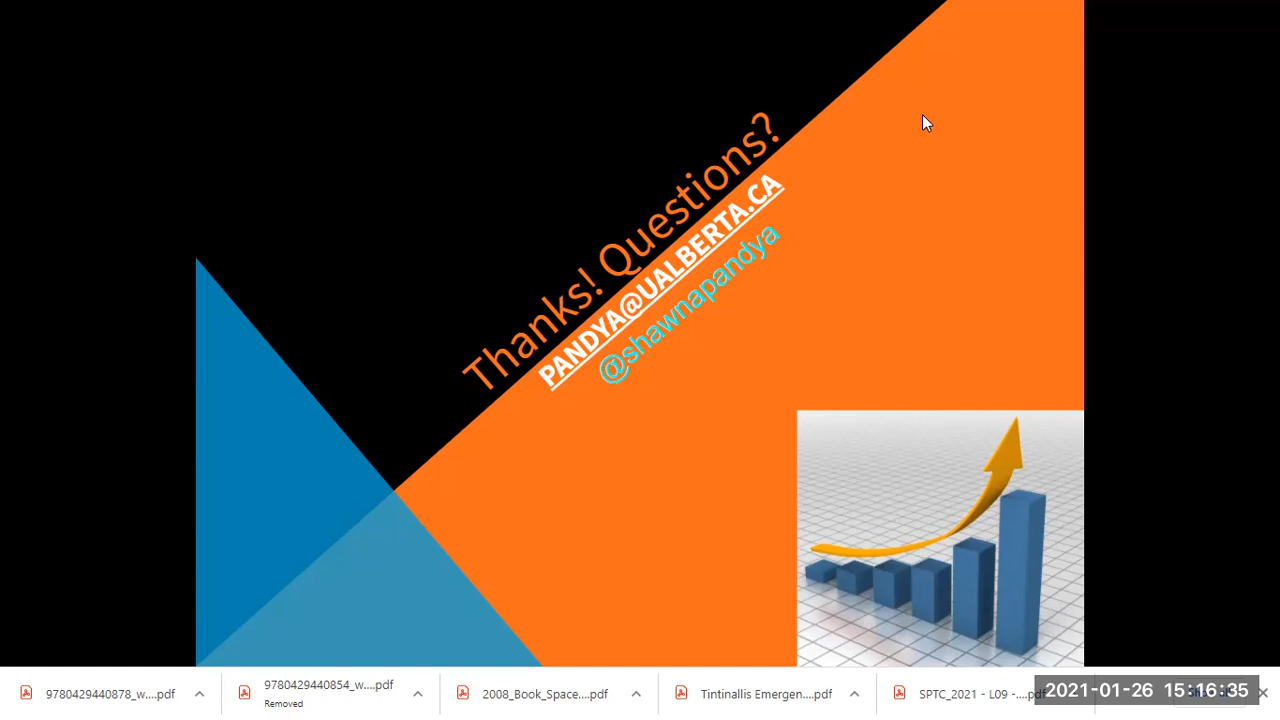 Thanks! Questions?
PANDYA@UALBERTA.CA
@shawnapandya
9780429440878_w....pdf
9780429440854_w....pdf
Removed
2008_Book_Space....pdf
Tintinallis Emergen....pdf
SPTC_2021 - L09 -....pdf
2021-01-26 15:16:35